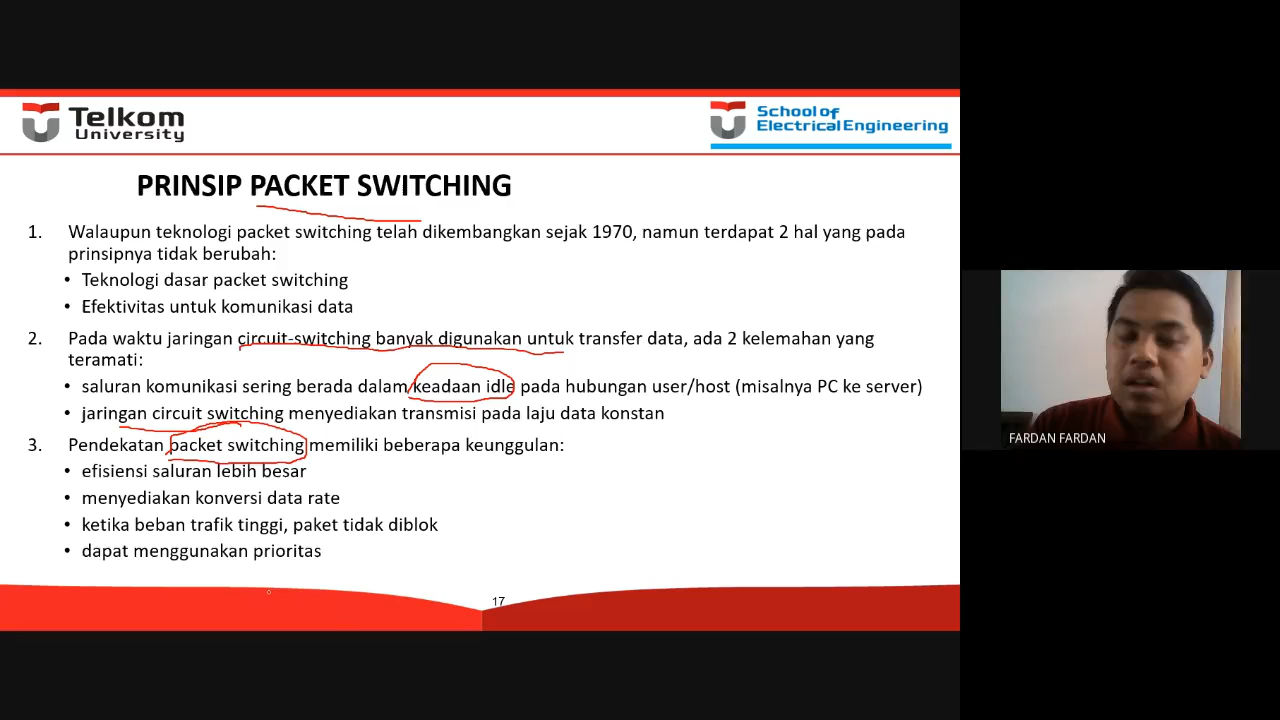 Telkom
University
School of
Electrical Engineering
PRINSIP PACKET SWITCHING
1. Walaupun teknologi packet switching telah dikembangkan sejak 1970, namun terdapat 2 hal yang pada
prinsipnya tidak berubah:
• Teknologi dasar packet switching
• Efektivitas untuk komunikasi data
2. Pada waktu jaringan circuit-switching banyak digunakan untuk transfer data, ada 2 kelemahan yang
teramati:
• saluran komunikasi sering berada dalam keadaan idle pada hubungan user/host (misalnya PC ke server)
• jaringan circuit switching menyediakan transmisi pada laju data konstan
3. Pendekatan packet switching memiliki beberapa keunggulan:
• efisiensi saluran lebih besar
• menyediakan konversi data rate
• ketika beban trafik tinggi, paket tidak diblok
• dapat menggunakan prioritas
17
FARDAN FARDAN